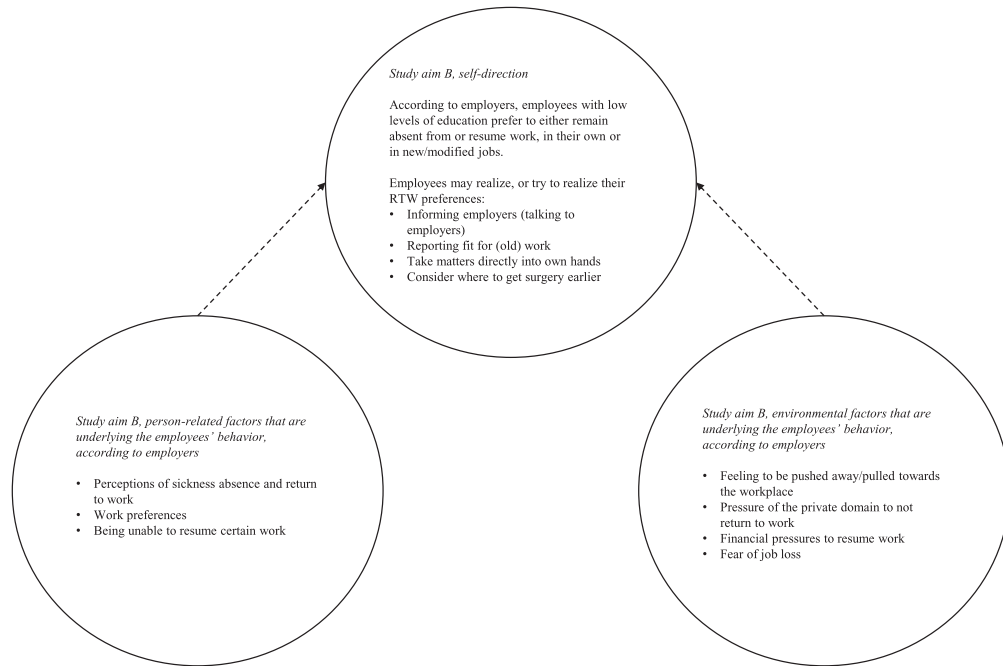 Study aim B, self-direction
According to employers, employees with low
levels of education prefer to either remain
absent from or resume work, in their own or
in new/modified jobs.
Employees may realize, or try to realize their
RTW preferences:
• Informing employers (talking to
employers)
• Reporting fit for (old) work
• Take matters directly into own hands
• Consider where to get surgery earlier
Study aim B, person-related factors that are
underlying the employees’ behavior,
according to employers
• Perceptions of sickness absence and return
to work
• Work preferences
• Being unable to resume certain work
Study aim B, environmental factors that are
underlying the employees’ behavior,
according to employers
• Feeling to be pushed away/pulled towards
the workplace
• Pressure of the private domain to not
return to work
• Financial pressures to resume work
• Fear of job loss